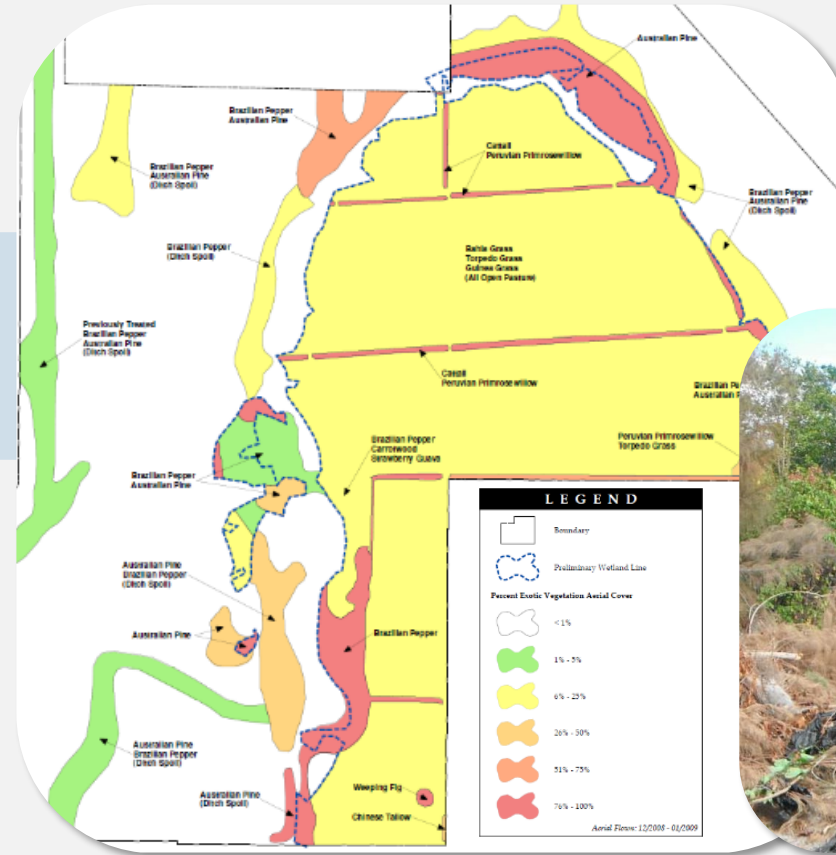 Australian Pine
Brazilian Pepper
Australian Pine
Cattail
Peruvian Primrosewillow
Brazilian Pepper
Australian Pine
(Ditch Spoil)
Brazilian Pepper
Australian Pine
(Ditch Spoil)
Brazilian Pepper
(Ditch Spoil)
Bahia Grass
Torpedo Grass
Guinea Grass
(All Open Pasture)
Previously Treated
Brazilian Pepper
Australian Pine
(Ditch Spoil)
Cattail
Peruvian Primrosewillow
Brazilian Pe
Australian P
Brazilian Pepper
Carrotwood
Strawberry Guava
Peruvian Primrosewillow
Torpedo Grass
Brazilian Pepper
Australian Pine
Australian Pine
Brazilian Pepper
(Ditch Spoil)
Australian Pine
Brazilian Pepper
Australian Pine
Brazilian Pepper
(Ditch Spoil)
Australian Pine
(Ditch Spoil)
Weeping Fig
Chinese Tallow
LEGEND
Boundary
Preliminary Wetland Line
Percent Exotic Vegetation Aerial Cover
<1%
1% - 5%
6% - 25%
26% - 50%
51% - 75%
76% - 100%
Aerial Flown: 12/2008 - 01/2009